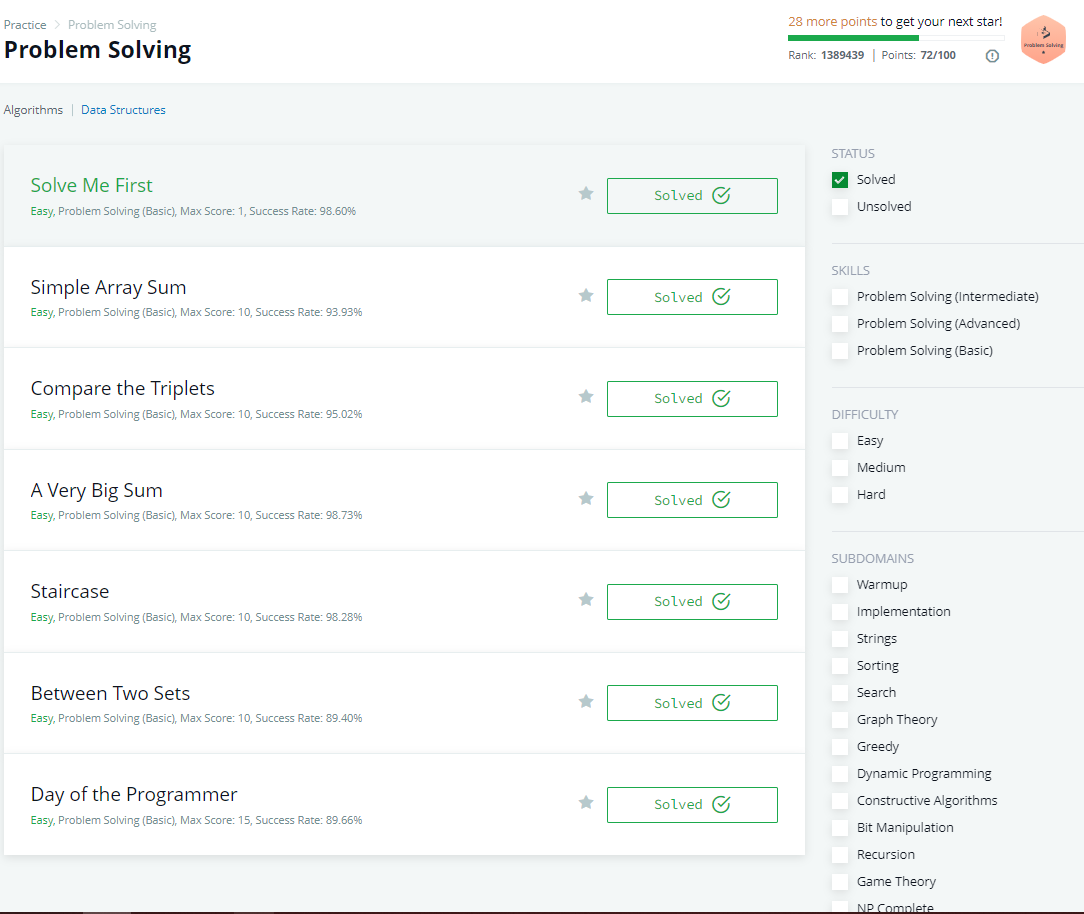 Practice > Problem Solving
Problem Solving
28 more points to get your next star!
Rank: 1389439 | Points: 72/100
Problem Solving
Algorithms | Data Structures
Solve Me First
Easy, Problem Solving (Basic), Max Score: 1, Success Rate: 98.60%
Solved
Simple Array Sum
Easy, Problem Solving (Basic), Max Score: 10, Success Rate: 93.93%
Solved
Compare the Triplets
Easy, Problem Solving (Basic), Max Score: 10, Success Rate: 95.02%
Solved
A Very Big Sum
Easy, Problem Solving (Basic), Max Score: 10, Success Rate: 98.73%
Solved
Staircase
Easy, Problem Solving (Basic), Max Score: 10, Success Rate: 98.28%
Solved
Between Two Sets
Easy, Problem Solving (Basic), Max Score: 10, Success Rate: 89.40%
Solved
Day of the Programmer
Easy, Problem Solving (Basic), Max Score: 15, Success Rate: 89.66%
Solved
STATUS
Solved
Unsolved
SKILLS
Problem Solving (Intermediate)
Problem Solving (Advanced)
Problem Solving (Basic)
DIFFICULTY
Easy
Medium
Hard
SUBDOMAINS
Warmup
Implementation
Strings
Sorting
Search
Graph Theory
Greedy
Dynamic Programming
Constructive Algorithms
Bit Manipulation
Recursion
Game Theory
NP Complete